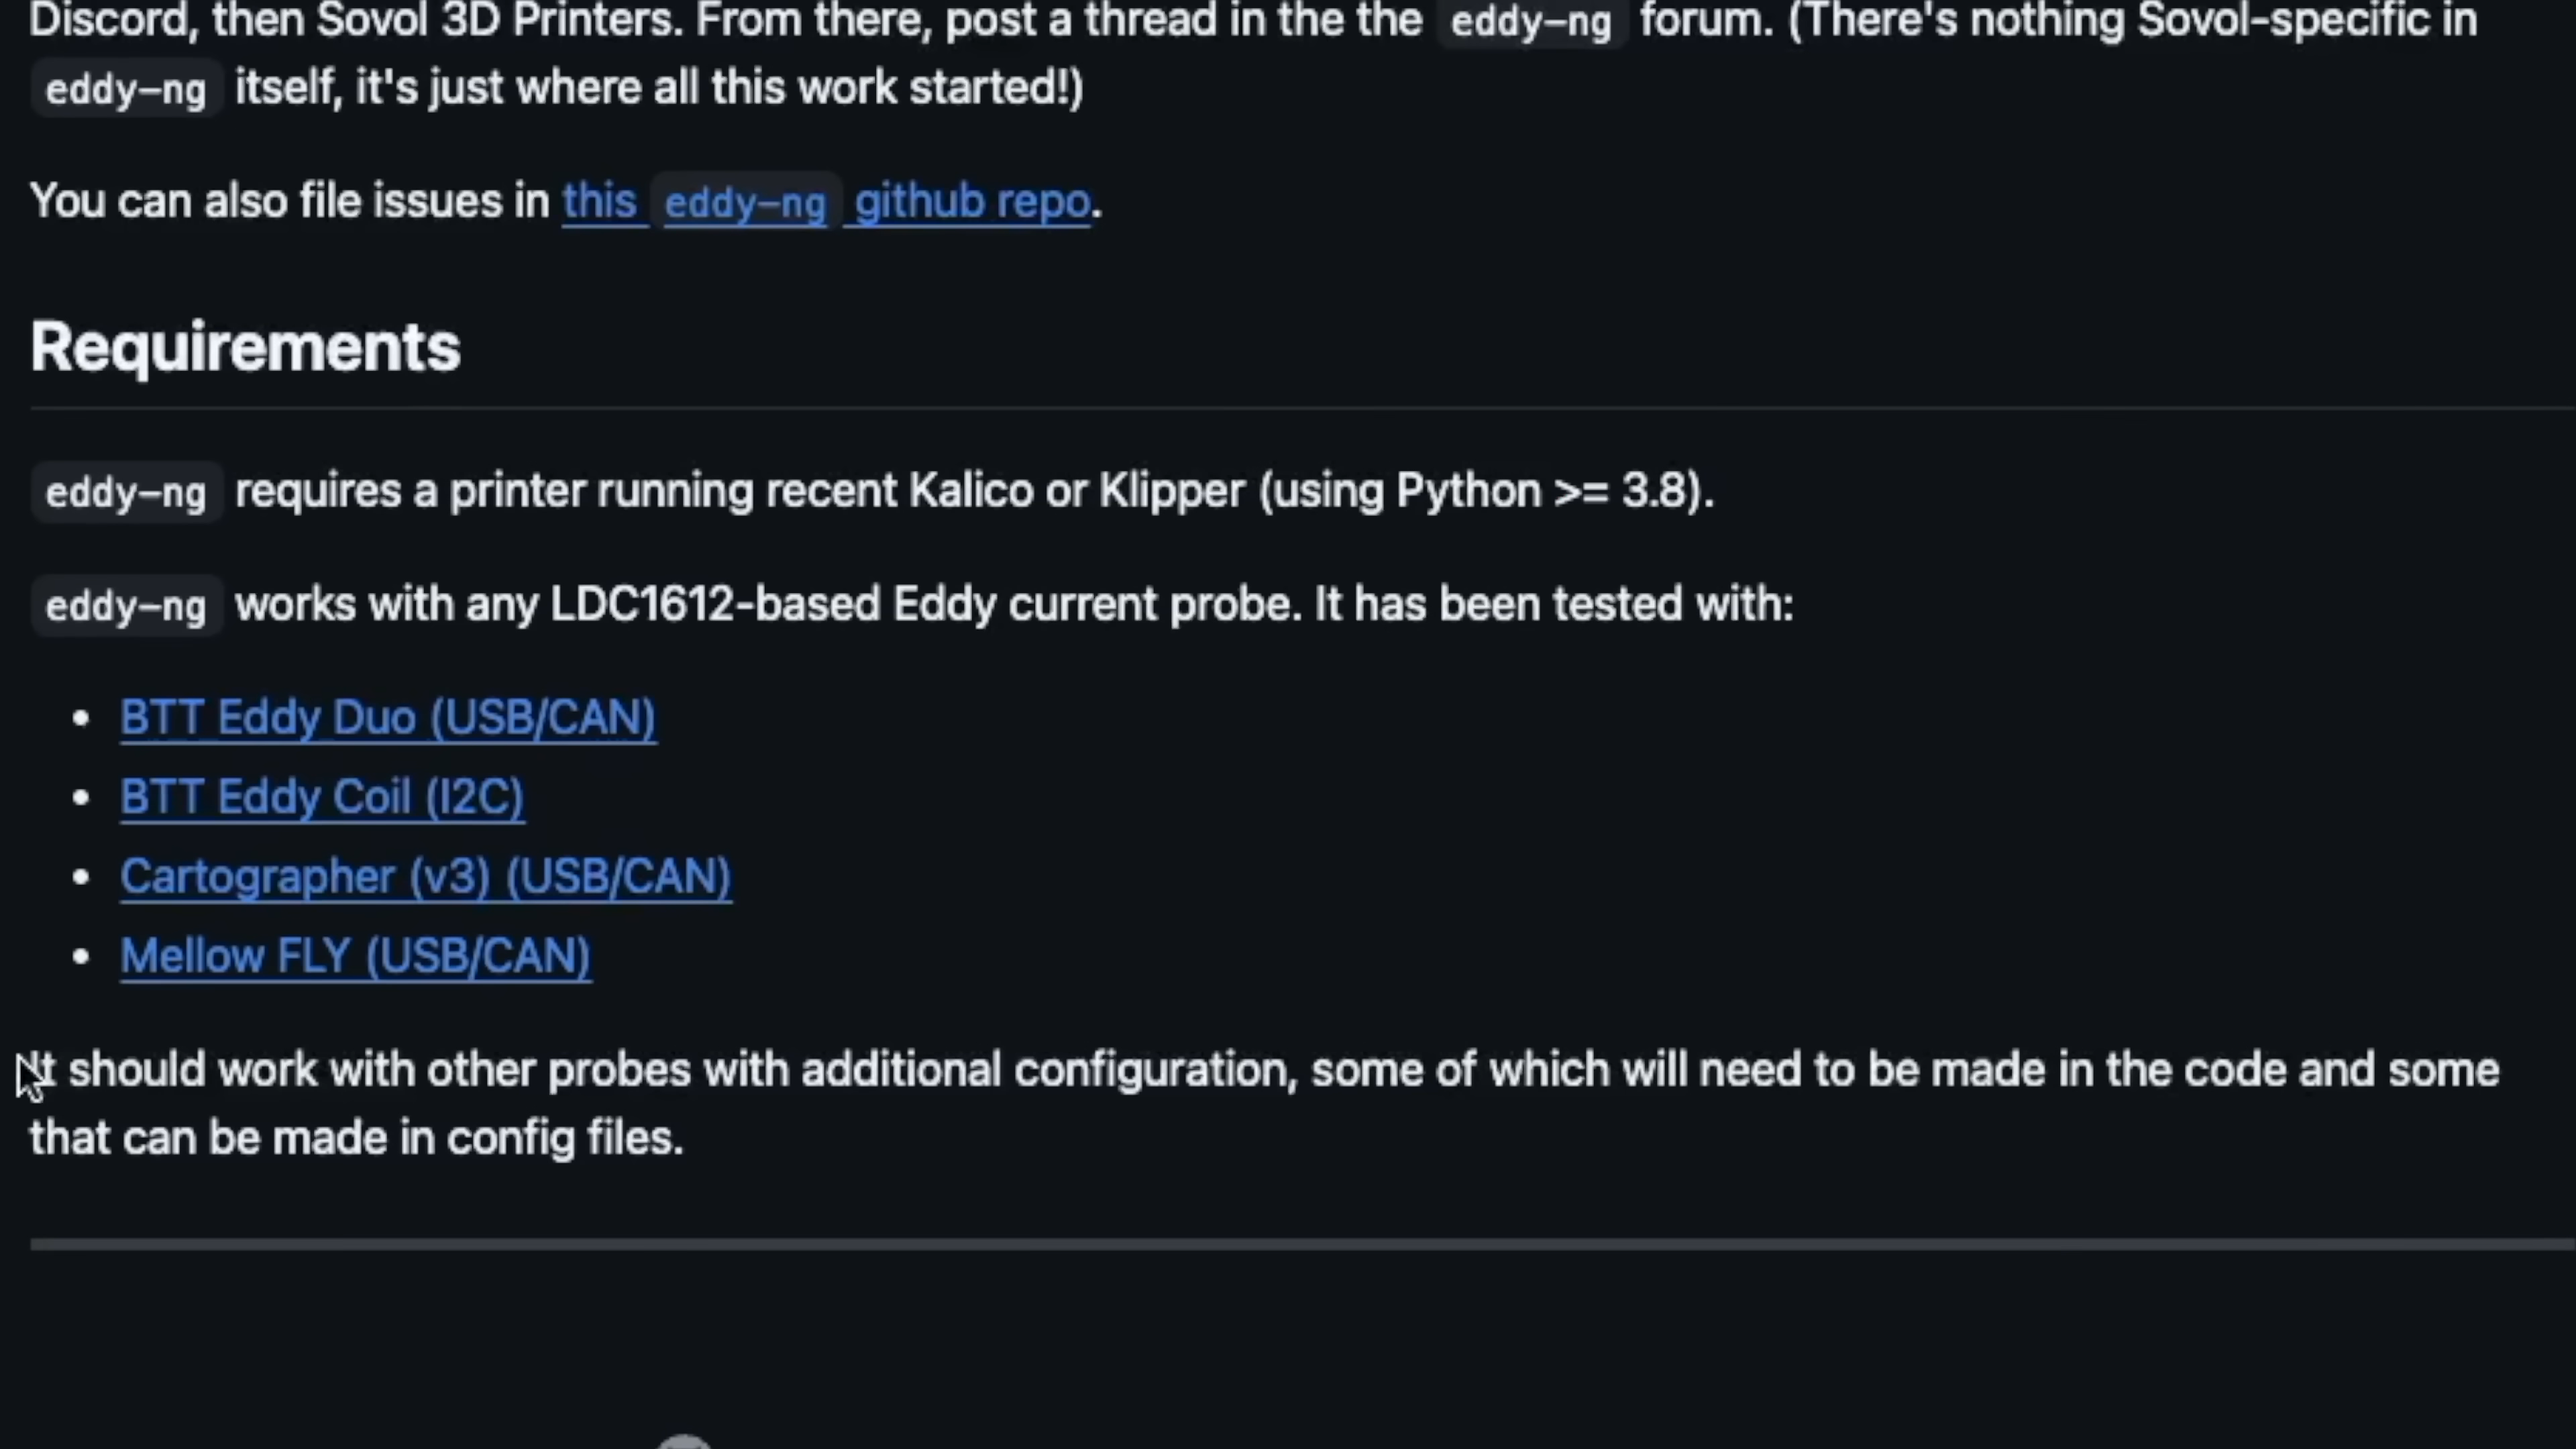 Discord, then Sovol 3D Printers. From there, post a thread in the the eddy-ng forum. (There's nothing Sovol-specific in
eddy-ng itself, it's just where all this work started!)
You can also file issues in this eddy-ng github repo.
Requirements
eddy-ng requires a printer running recent Kalico or Klipper (using Python >= 3.8).
eddy-ng works with any LDC1612-based Eddy current probe. It has been tested with:
• BTT Eddy Duo (USB/CAN)
• BTT Eddy Coil (I2C)
• Cartographer (v3) (USB/CAN)
• Mellow FLY (USB/CAN)
It should work with other probes with additional configuration, some of which will need to be made in the code and some
that can be made in config files.